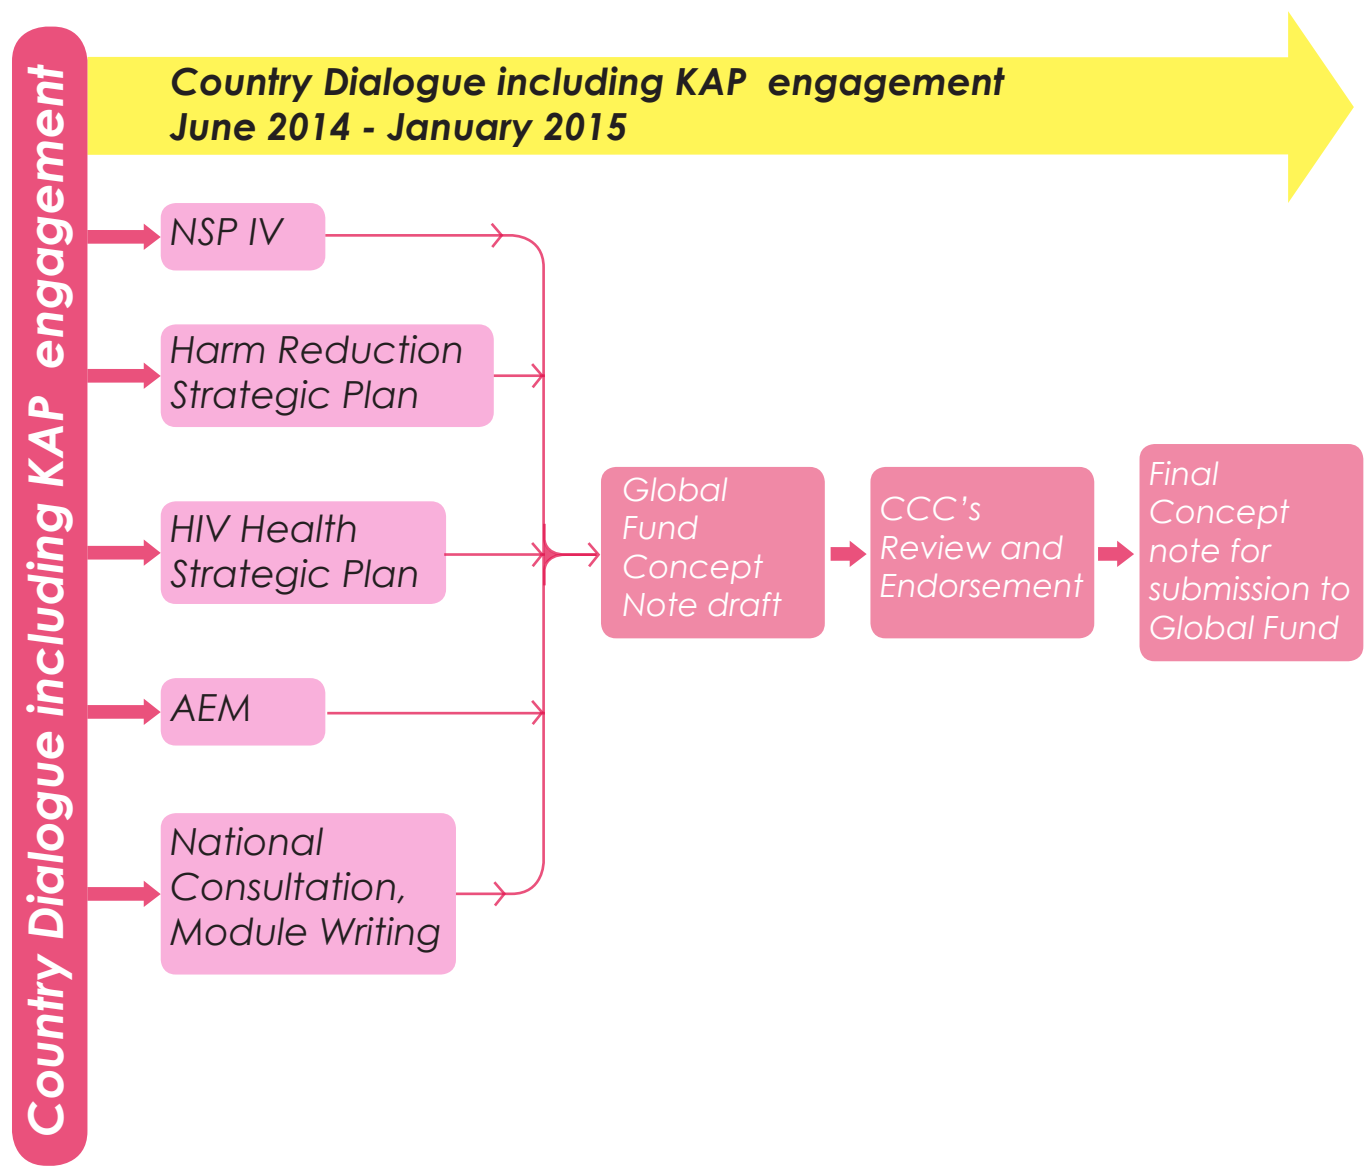 Country Dialogue including KAP engagement
Country Dialogue including KAP engagement
June 2014 - January 2015
NSP IV
Harm Reduction
Strategic Plan
HIV Health
Strategic Plan
AEM
National
Consultation,
Module Writing
Global
Fund
Concept
Note draft
CCC's
Review and
Endorsement
Final
Concept
note for
submission to
Global Fund